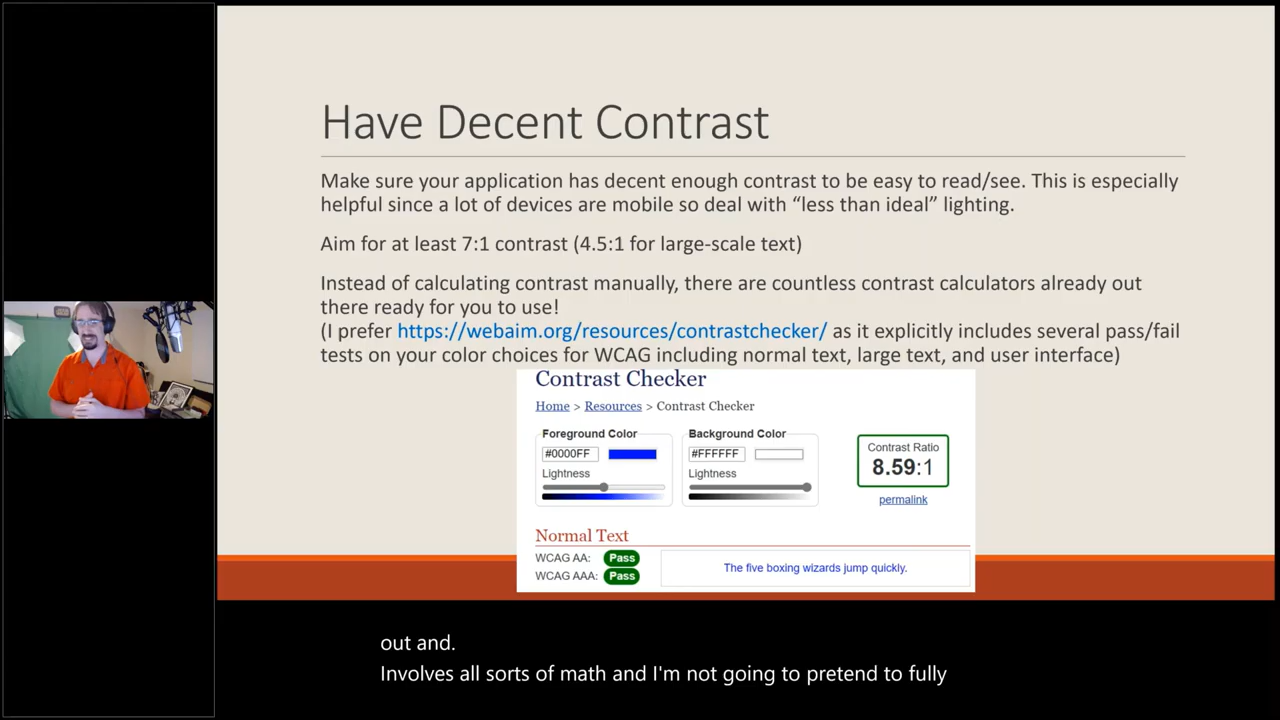 Have Decent Contrast
Make sure your application has decent enough contrast to be easy to read/see. This is especially
helpful since a lot of devices are mobile so deal with “less than ideal” lighting.
Aim for at least 7:1 contrast (4.5:1 for large-scale text)
Instead of calculating contrast manually, there are countless contrast calculators already out
there ready for you to use!
(I prefer https://webaim.org/resources/contrastchecker/ as it explicitly includes several pass/fail
tests on your color choices for WCAG including normal text, large text, and user interface)
Contrast Checker
Home > Resources > Contrast Checker
Foreground Color
#0000FF
Lightness
Background Color
#FFFFFF
Lightness
Contrast Ratio
8.59:1
permalink
Normal Text
WCAG AA: Pass
WCAG AAA: Pass
The five boxing wizards jump quickly.
out and.
Involves all sorts of math and I'm not going to pretend to fully